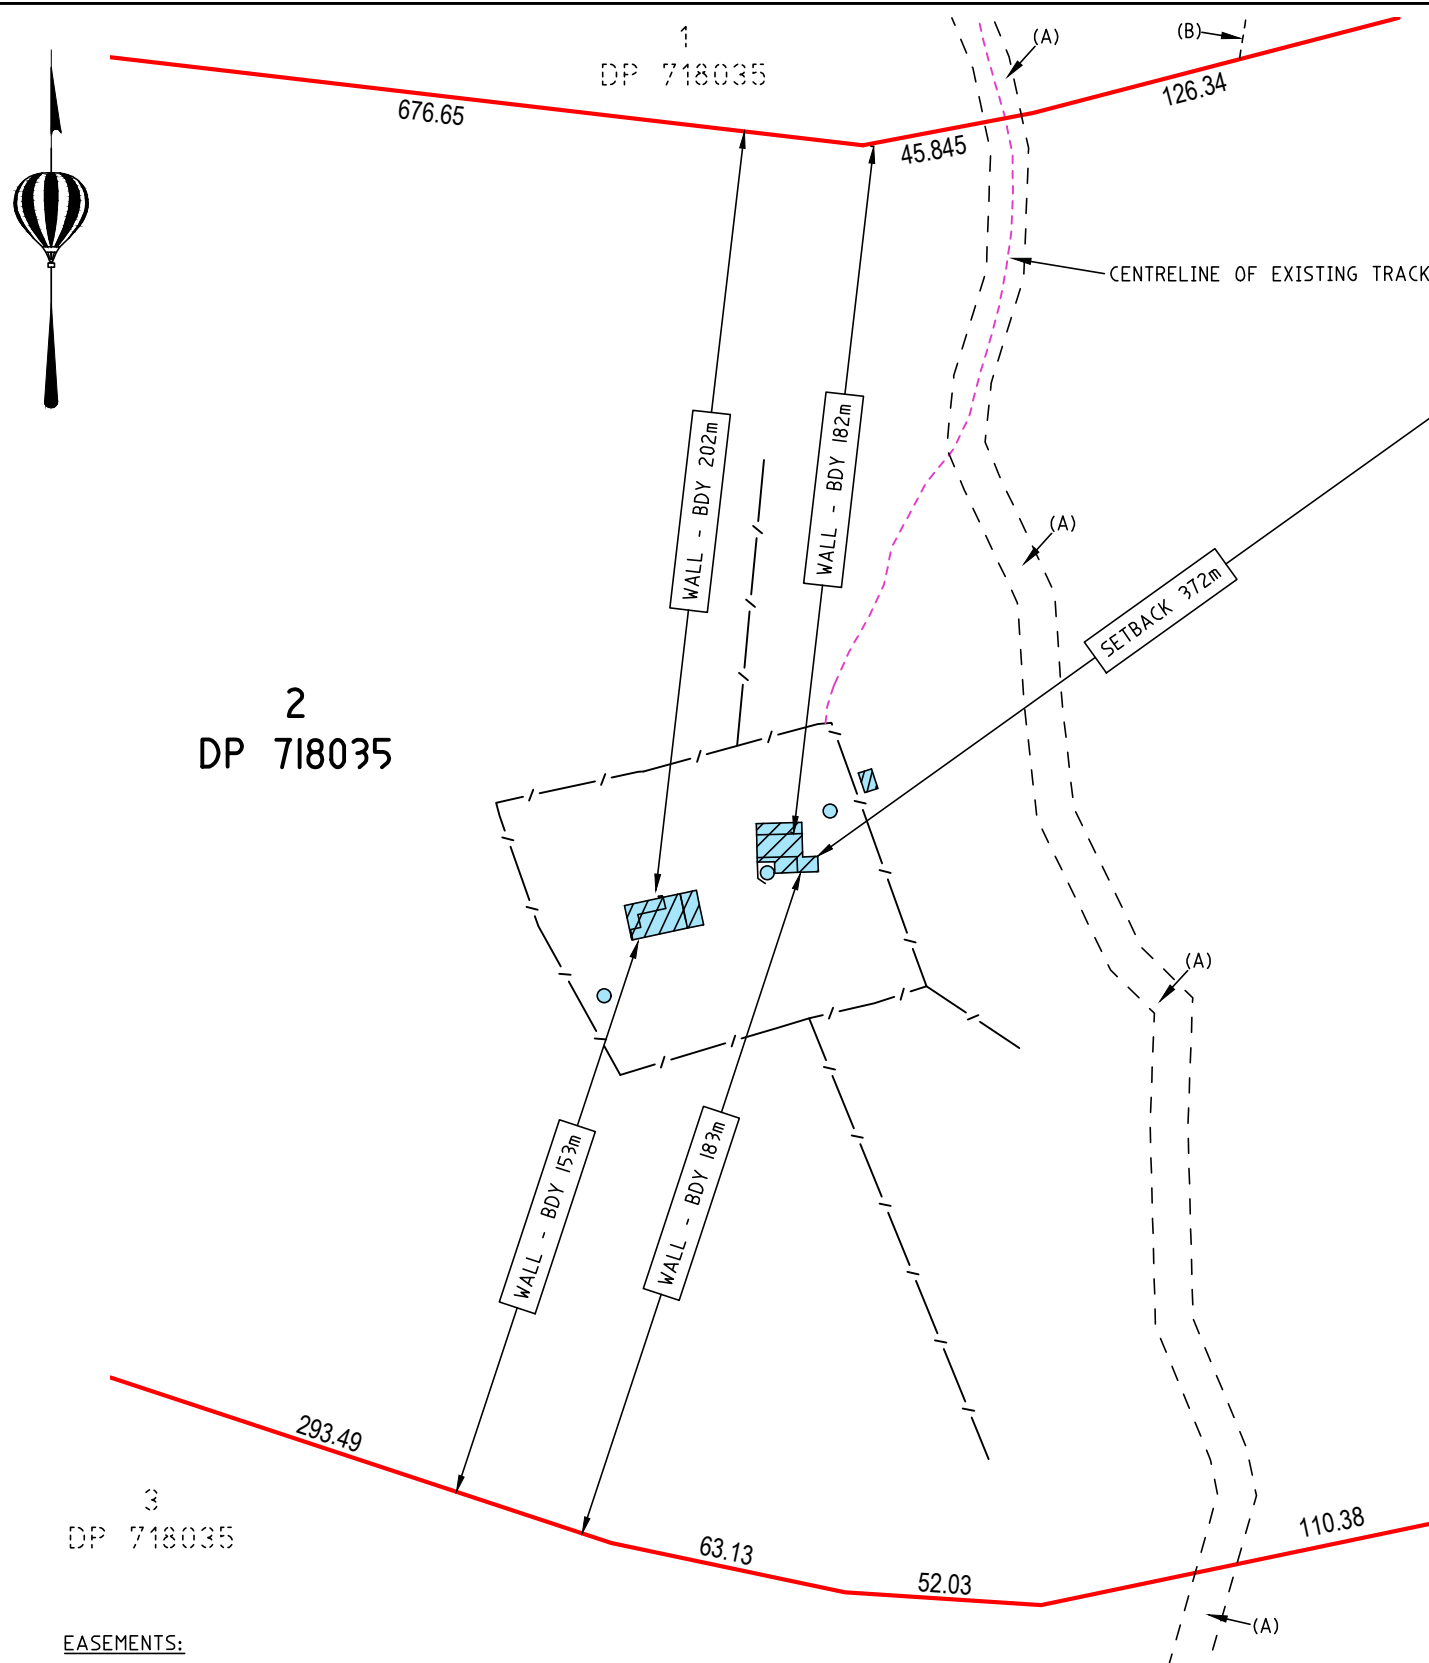 1
DP 718035
(A)
(B)
676.65
45.845
126.34
CENTRELINE OF EXISTING TRACK
WALL - BDY 202m
WALL - BDY 182m
(A)
SETBACK 372m
2
DP 718035
(A)
WALL - BDY 153m
WALL - BDY 183m
293.49
3
DP 718035
63.13
52.03
110.38
(A)
EASEMENTS: